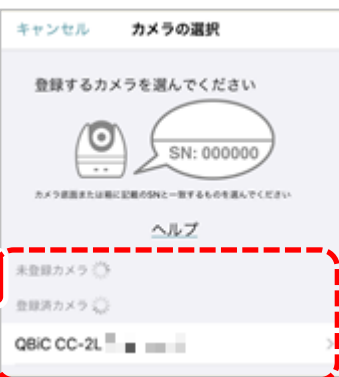 キャンセル カメラの選択
登録するカメラを選んでください
SN: 000000
カメラ底面または箱に記載のSNと一致するものを選んでください
ヘルプ
未登録カメラ
登録済カメラ
QBiC CC-2L